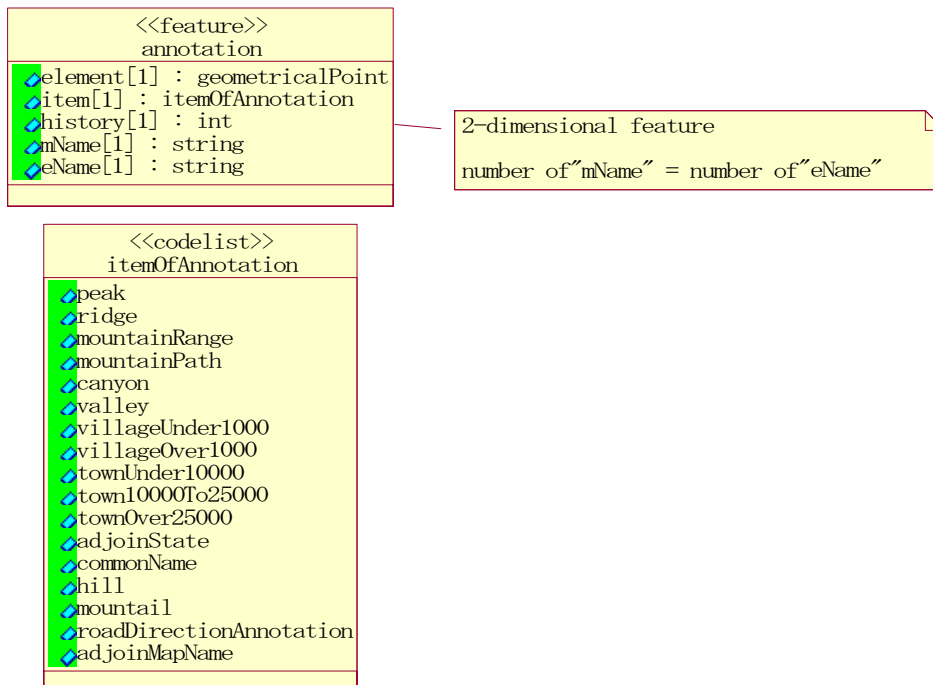 <<feature>>
annotation
element[1] : geometricalPoint
item[1] : itemOfAnnotation
history[1] : int
mName[1] : string
eName[1] : string
2-dimensional feature
number of"mName" = number of"eName"
<<codelist>>
itemOfAnnotation
peak
ridge
mountainRange
mountainPath
canyon
valley
villageUnder1000
villageOver1000
townUnder10000
town10000To25000
townOver25000
adjoinState
commonName
hill
mountail
roadDirectionAnnotation
adjoinMapName